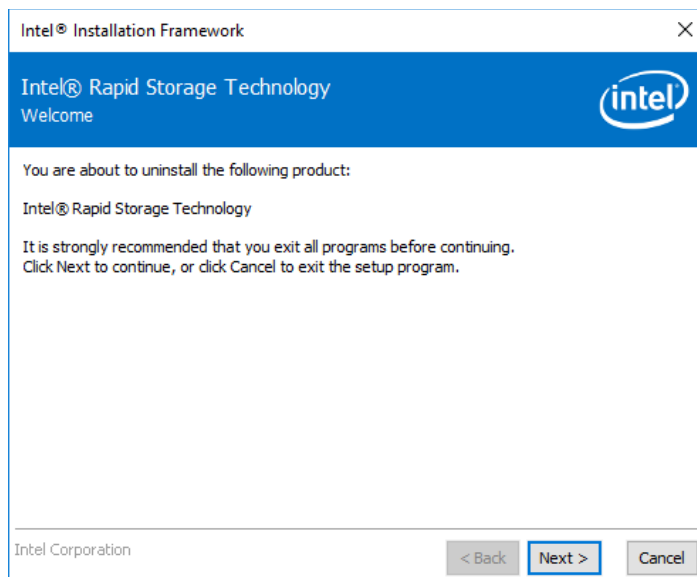 Intel® Installation Framework
Intel® Rapid Storage Technology
Welcome
intel
You are about to uninstall the following product:
Intel® Rapid Storage Technology
It is strongly recommended that you exit all programs before continuing.
Click Next to continue, or click Cancel to exit the setup program.
Intel Corporation
< Back
Next >
Cancel